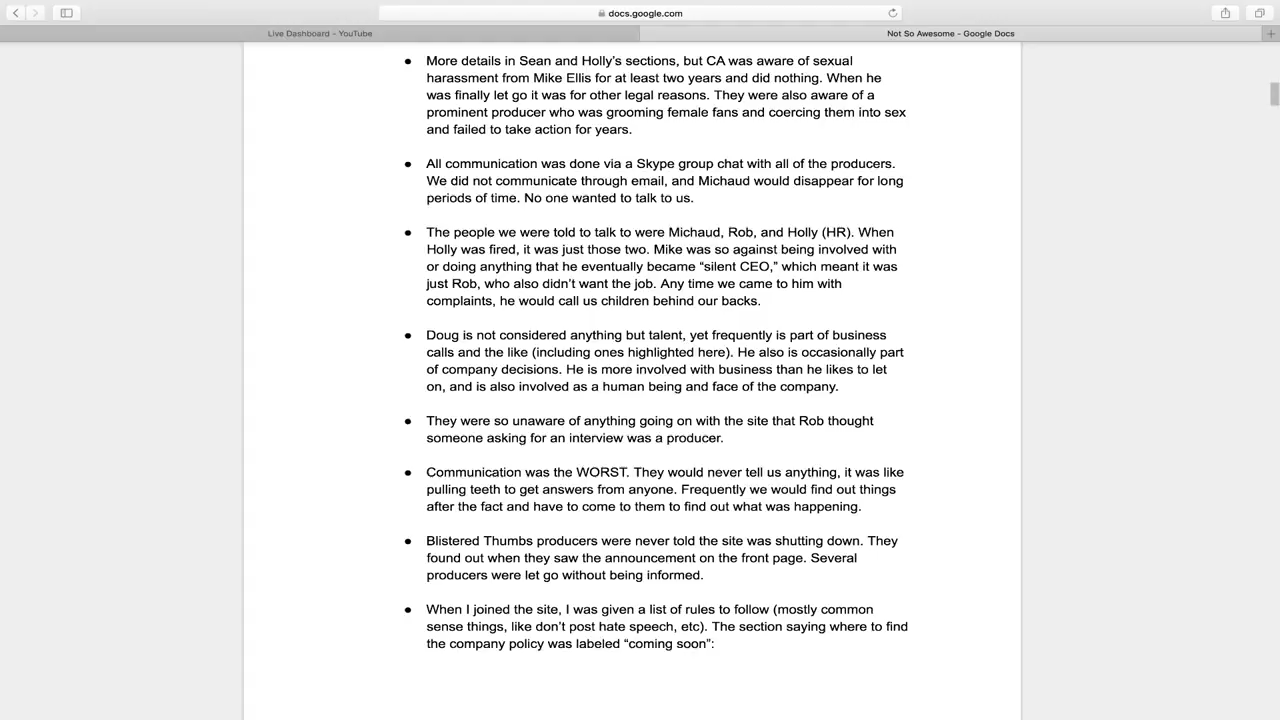 docs.google.com
Live Dashboard - YouTube
Not So Awesome - Google Docs
● More details in Sean and Holly's sections, but CA was aware of sexual
harassment from Mike Ellis for at least two years and did nothing. When he
was finally let go it was for other legal reasons. They were also aware of a
prominent producer who was grooming female fans and coercing them into sex
and failed to take action for years.
● All communication was done via a Skype group chat with all of the producers.
We did not communicate through email, and Michaud would disappear for long
periods of time. No one wanted to talk to us.
● The people we were told to talk to were Michaud, Rob, and Holly (HR). When
Holly was fired, it was just those two. Mike was so against being involved with
or doing anything that he eventually became “silent CEO,” which meant it was
just Rob, who also didn't want the job. Any time we came to him with
complaints, he would call us children behind our backs.
● Doug is not considered anything but talent, yet frequently is part of business
calls and the like (including ones highlighted here). He also is occasionally part
of company decisions. He is more involved with business than he likes to let
on, and is also involved as a human being and face of the company.
● They were so unaware of anything going on with the site that Rob thought
someone asking for an interview was a producer.
● Communication was the WORST. They would never tell us anything, it was like
pulling teeth to get answers from anyone. Frequently we would find out things
after the fact and have to come to them to find out what was happening.
● Blistered Thumbs producers were never told the site was shutting down. They
found out when they saw the announcement on the front page. Several
producers were let go without being informed.
● When I joined the site, I was given a list of rules to follow (mostly common
sense things, like don't post hate speech, etc). The section saying where to find
the company policy was labeled “coming soon”: